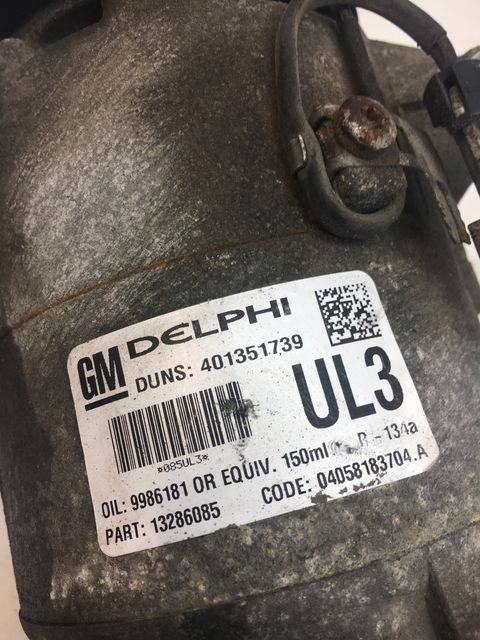 GM DELPHI
DUNS: 401351739
UL3
*085UL3*
OIL: 9986181 OR EQUIV. 150ml R-134a
PART: 13286085 CODE: 04058183704.A